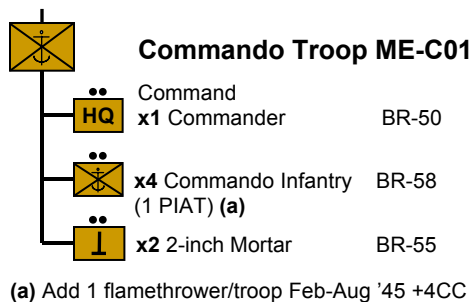 Commando Troop ME-C01
Command
HQ x1 Commander BR-50
x4 Commando Infantry BR-58
(1 PIAT) (a)
x2 2-inch Mortar BR-55
(a) Add 1 flamethrower/troop Feb-Aug '45 +4CC